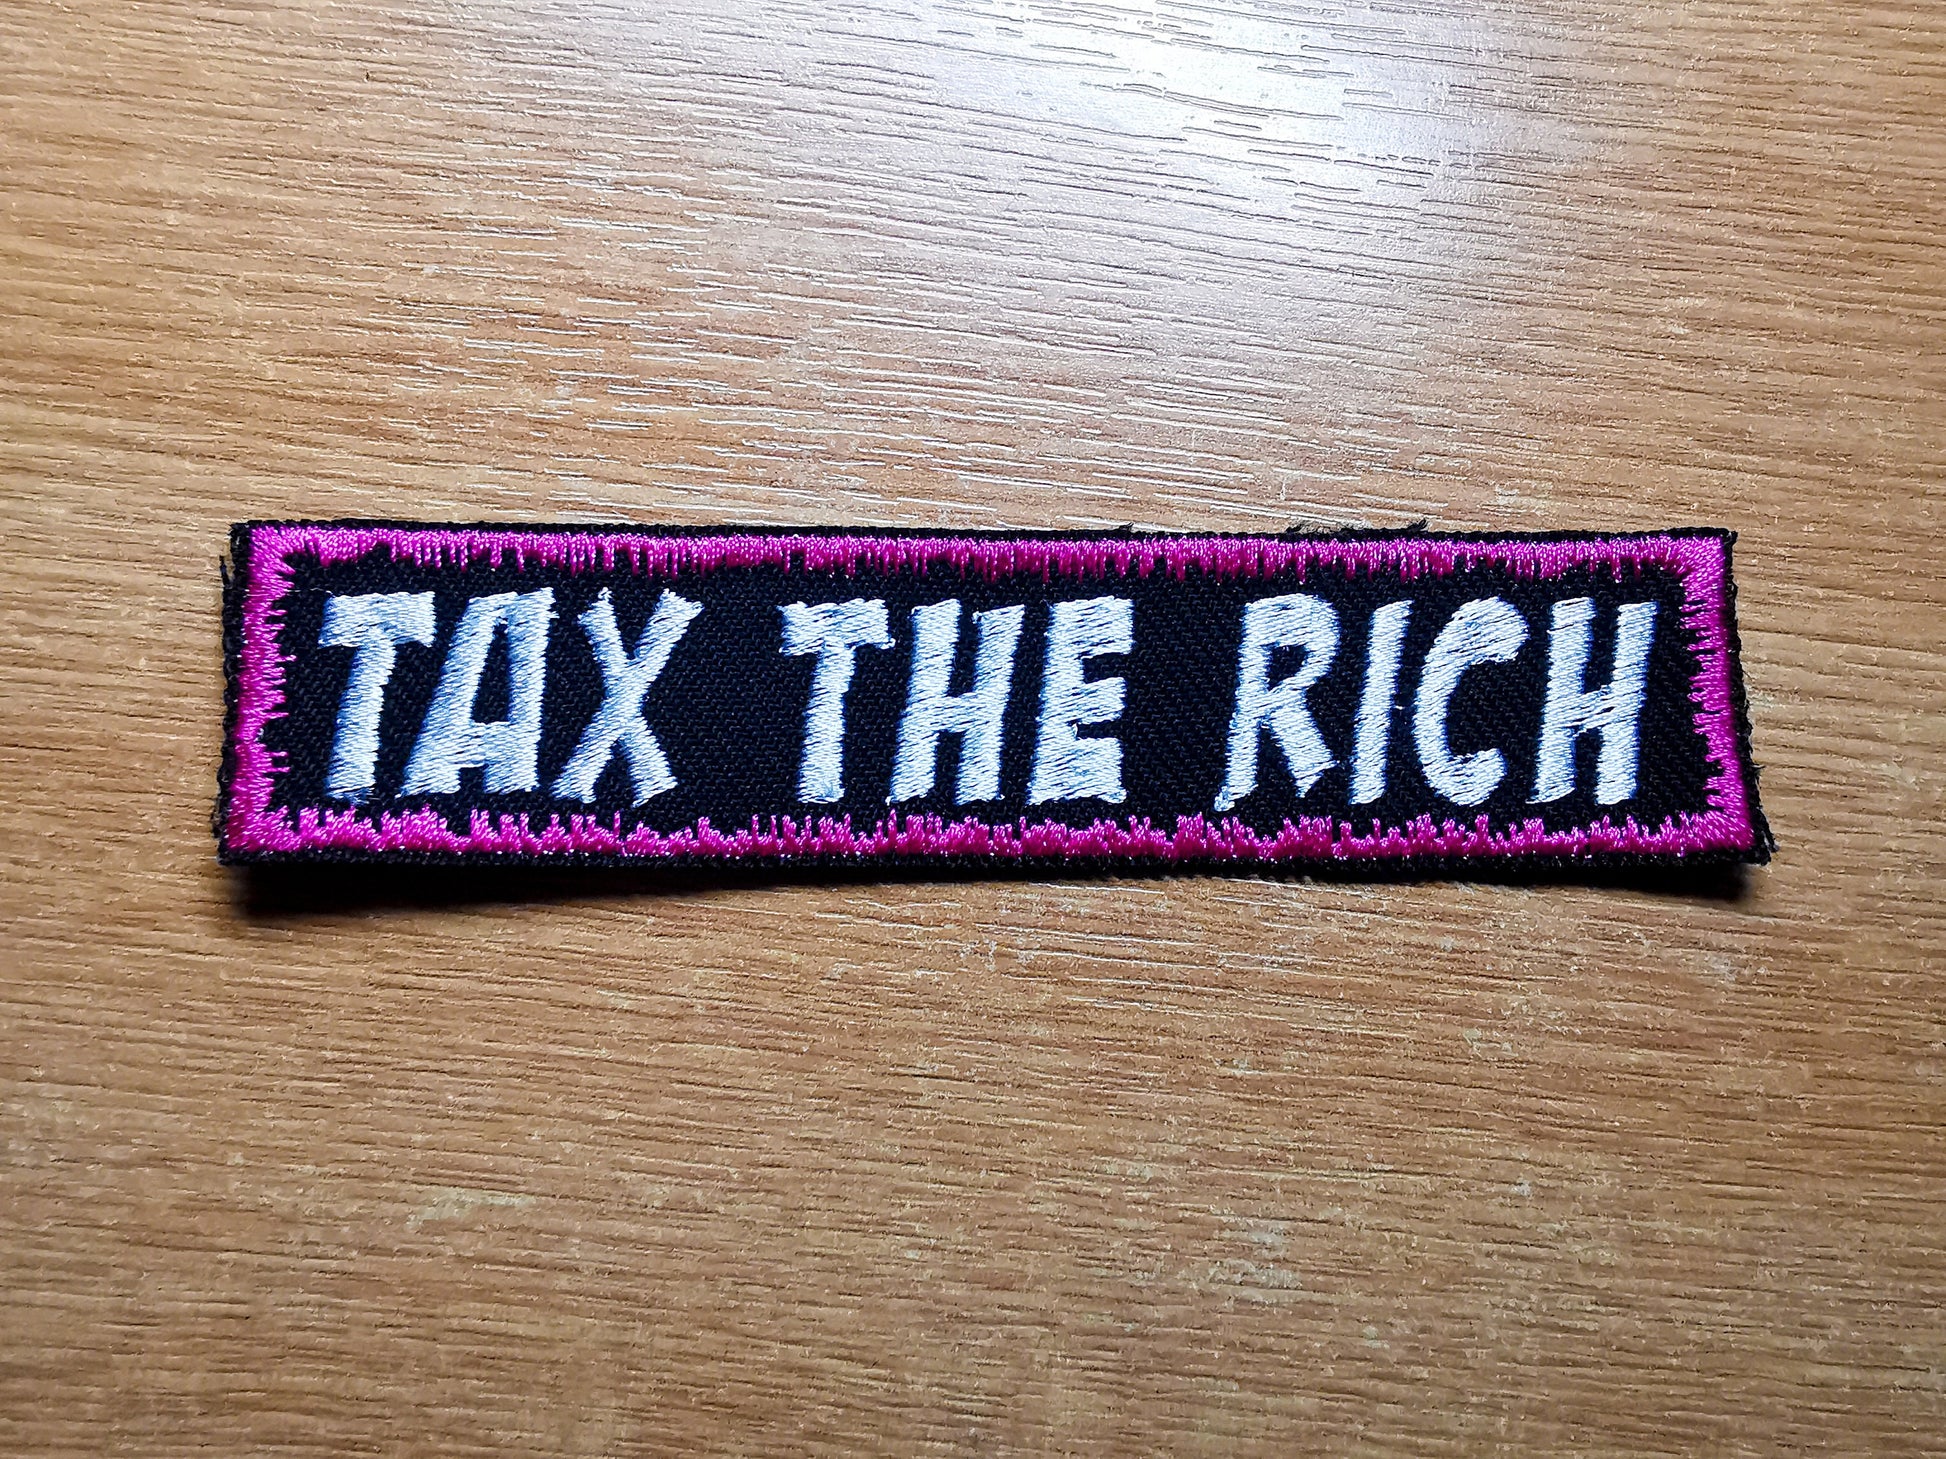 TAX THE RICH